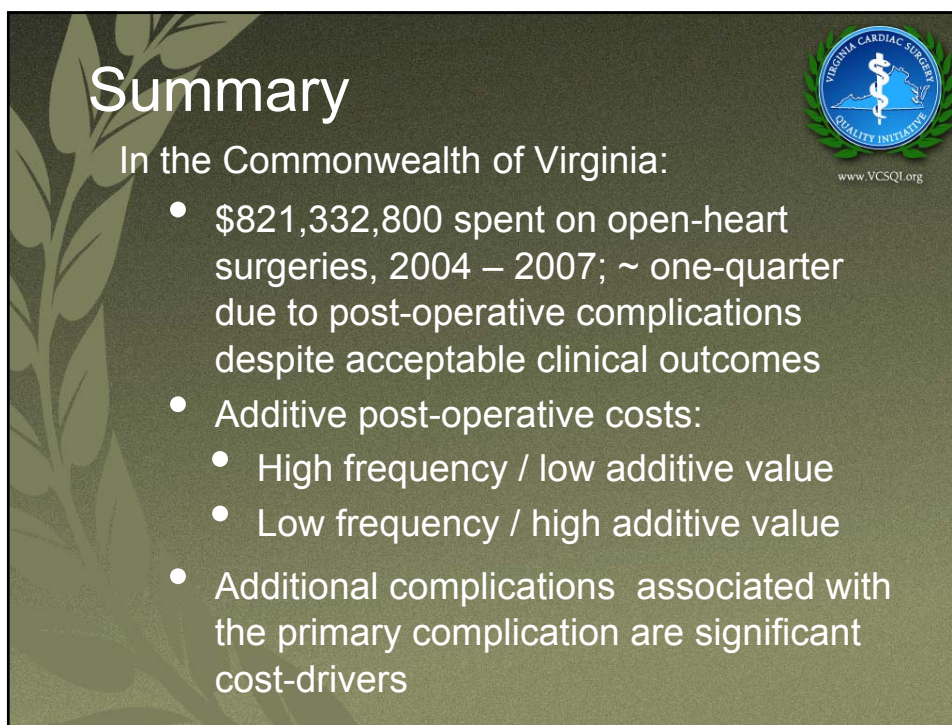 VIRGINIA CARDIAC SURGERY
QUALITY INITIATIVE
www.VCSQI.org
Summary
In the Commonwealth of Virginia:
• $821,332,800 spent on open-heart
surgeries, 2004 – 2007; ~ one-quarter
due to post-operative complications
despite acceptable clinical outcomes
• Additive post-operative costs:
• High frequency / low additive value
• Low frequency / high additive value
• Additional complications  associated with
the primary complication are significant
cost-drivers